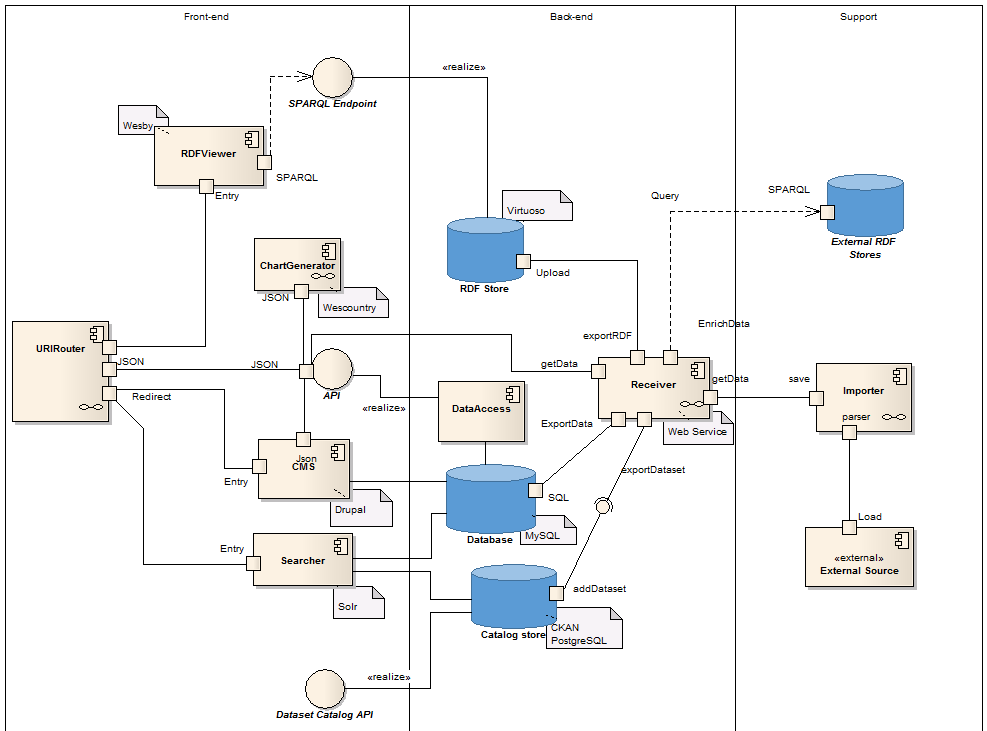 Front-end
Back-end
Support
«realize»
SPARQL Endpoint
Wesby
RDFViewer
SPARQL
Entry
Virtuoso
Query
SPARQL
External RDF
Stores
RDF Store
Upload
ChartGenerator
JSON
Wescountry
URIRouter
JSON
JSON
Redirect
API
«realize»
exportRDF
EnrichData
getData
Receiver
getData
save
Importer
parser
DataAccess
ExportData
Web Service
exportDataset
Json
CMS
Entry
Drupal
SQL
MySQL
Database
Entry
Searcher
Solr
Load
«external»
External Source
addDataset
Catalog store
CKAN
PostgreSQL
«realize»
Dataset Catalog API